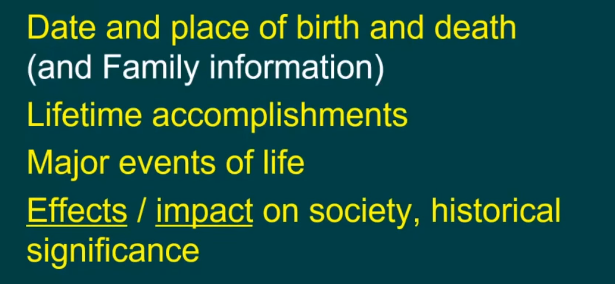 Date and place of birth and death
(and Family information)
Lifetime accomplishments
Major events of life
Effects / impact on society, historical
significance